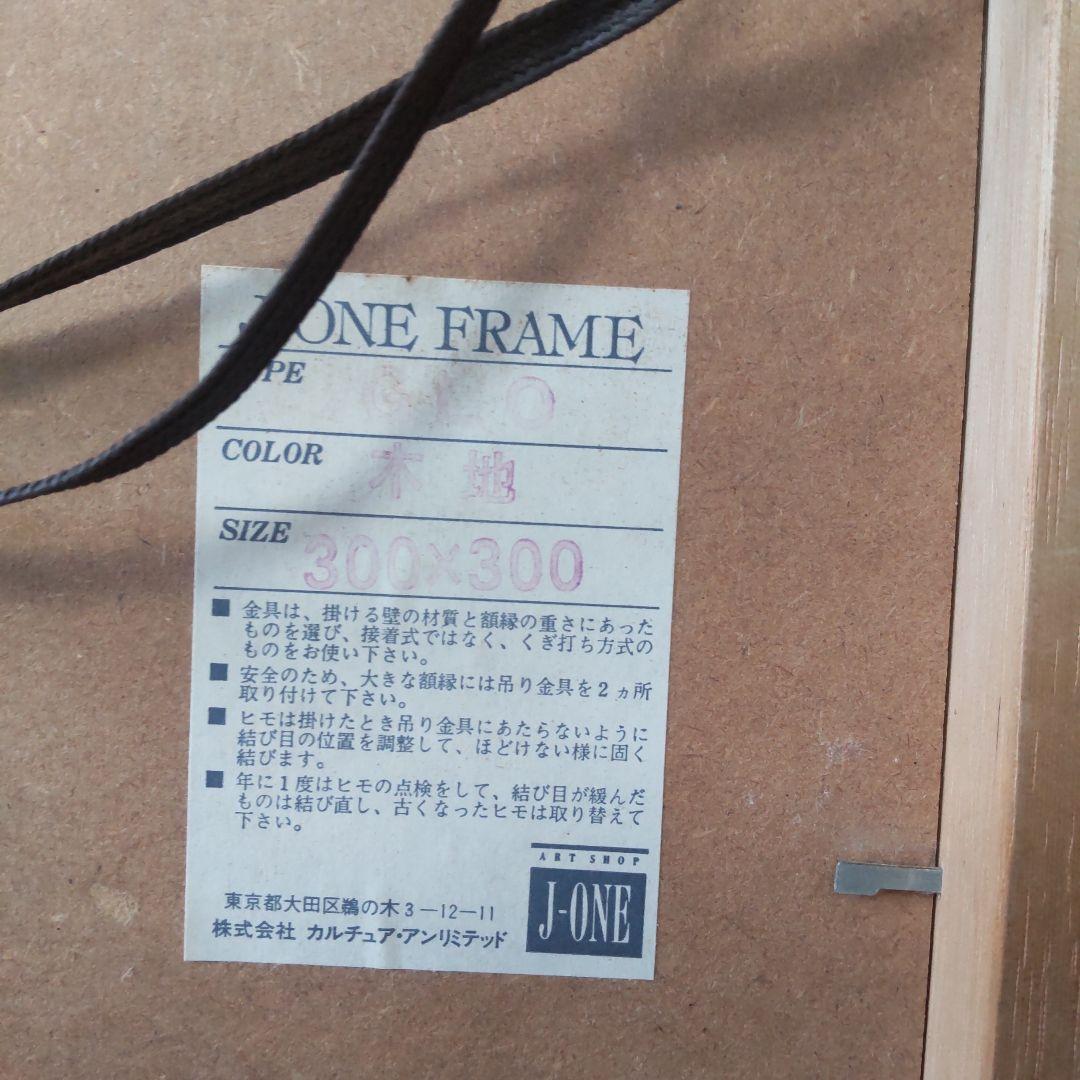 J-ONE FRAME
TYPE
COLOR 木地
SIZE 300×300
■ 金具は、掛ける壁の材質と額縁の重さにあった
ものを選び、接着式ではなく、くぎ打ち方式の
ものをお使い下さい。
■ 安全のため、大きな額縁には吊り金具を2ヵ所
取り付けて下さい。
■ ヒモは掛けたとき吊り金具にあたらないように
結び目の位置を調整して、ほどけない様に固く
結びます。
■ 年に1度はヒモの点検をして、結び目が緩んだ
ものは結び直し、古くなったヒモは取り替えて
下さい。
ART SHOP
J-ONE
東京都大田区鵜の木3-12-11
株式会社 カルチュア・アンリミテッド